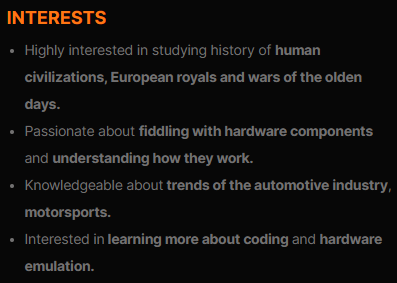 INTERESTS
• Highly interested in studying history of human
civilizations, European royals and wars of the olden
days.
• Passionate about fiddling with hardware components
and understanding how they work.
• Knowledgeable about trends of the automotive industry,
motorsports.
• Interested in learning more about coding and hardware
emulation.